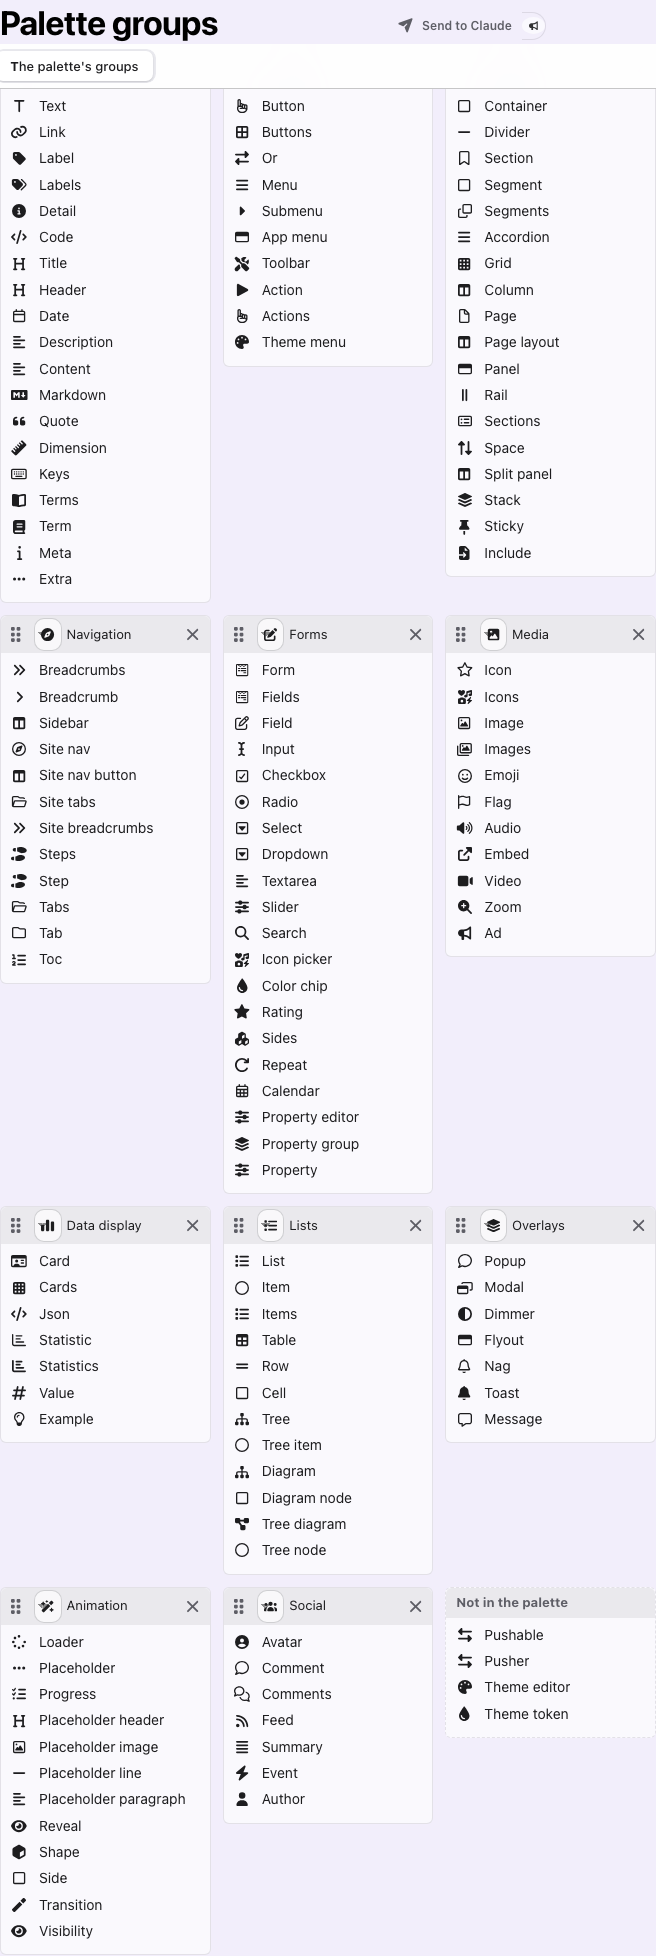 Palette groups
Send to Claude
The palette's groups
Text
Link
Label
Labels
Detail
Code
Title
Header
Date
Description
Content
Markdown
Quote
Dimension
Keys
Terms
Term
Meta
Extra
Button
Buttons
Or
Menu
Submenu
App menu
Toolbar
Action
Actions
Theme menu
Container
Divider
Section
Segment
Segments
Accordion
Grid
Column
Page
Page layout
Panel
Rail
Sections
Space
Split panel
Stack
Sticky
Include
Navigation
Breadcrumbs
Breadcrumb
Sidebar
Site nav
Site nav button
Site tabs
Site breadcrumbs
Steps
Step
Tabs
Tab
Toc
Forms
Form
Fields
Field
Input
Checkbox
Radio
Select
Dropdown
Textarea
Slider
Search
Icon picker
Color chip
Rating
Sides
Repeat
Calendar
Property editor
Property group
Property
Media
Icon
Icons
Image
Images
Emoji
Flag
Audio
Embed
Video
Zoom
Ad
Data display
Card
Cards
Json
Statistic
Statistics
Value
Example
Lists
List
Item
Items
Table
Row
Cell
Tree
Tree item
Diagram
Diagram node
Tree diagram
Tree node
Overlays
Popup
Modal
Dimmer
Flyout
Nag
Toast
Message
Animation
Loader
Placeholder
Progress
Placeholder header
Placeholder image
Placeholder line
Placeholder paragraph
Reveal
Shape
Side
Transition
Visibility
Social
Avatar
Comment
Comments
Feed
Summary
Event
Author
Not in the palette
Pushable
Pusher
Theme editor
Theme token